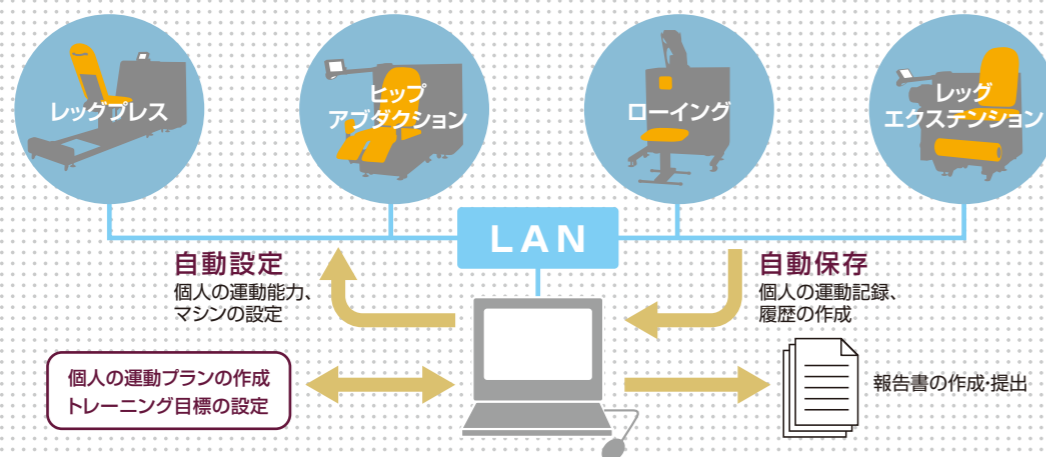 レッグプレス
ヒップ
アブダクション
ローイング
レッグ
エクステンション
LAN
自動設定
個人の運動能力、
マシンの設定
自動保存
個人の運動記録、
履歴の作成
個人の運動プランの作成
トレーニング目標の設定
報告書の作成・提出